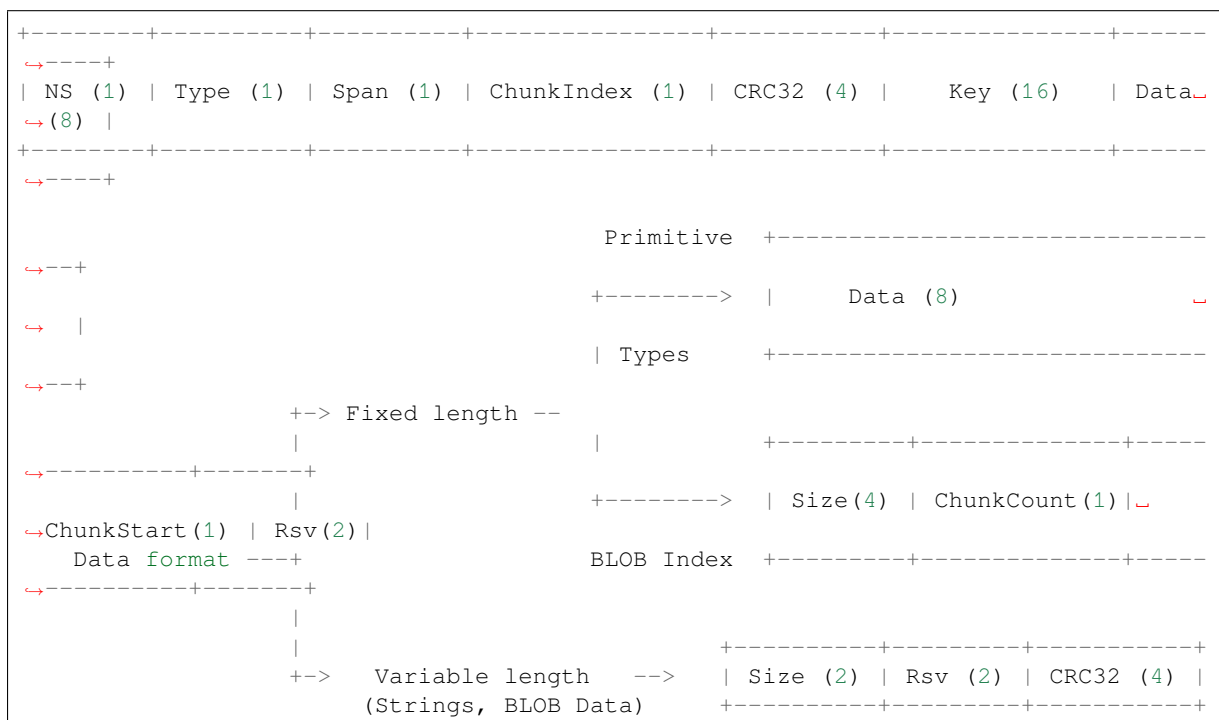 +--------+----------+----------+---------------+-----------+--------------+------
↪----+
| NS (1) | Type (1) | Span (1) | ChunkIndex (1) | CRC32 (4) |    Key (16)   | Data␣
↪(8) |
+--------+----------+----------+---------------+-----------+--------------+------
↪----+
Primitive  +------------------------------
↪--+
+-------->  |     Data (8)                ␣
↪  |
| Types     +------------------------------
↪--+
+-> Fixed length --
|                   |           +---------+--------------+-----
↪----------+-------+
|                   +-------->  | Size(4) | ChunkCount(1)|␣
↪ChunkStart(1) | Rsv(2)|
Data format ---+                   BLOB Index  +---------+--------------+-----
↪----------+-------+
|
|                             +----------+---------+-----------+
+->   Variable length   -->   | Size (2) | Rsv (2) | CRC32 (4) |
(Strings, BLOB Data)     +----------+---------+-----------+